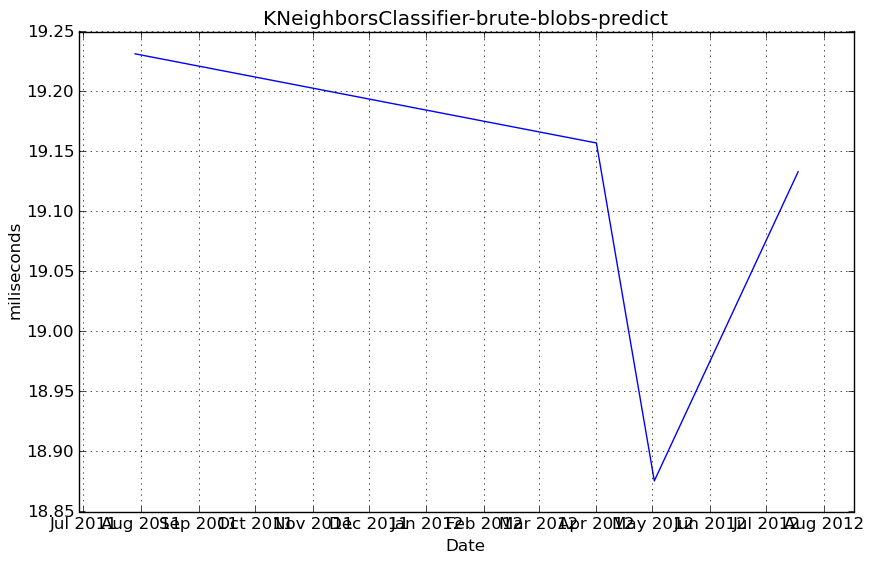 KNeighborsClassifier-brute-blobs-predict
19.25
19.20
19.15
19.10
19.05
19.00
18.95
18.90
18.85
miliseconds
Jul 2011 Aug 2011 Sep 2011 Oct 2011 Nov 2011 Dec 2011 Jan 2012 Feb 2012 Mar 2012 Apr 2012 May 2012 Jun 2012 Jul 2012 Aug 2012
Date